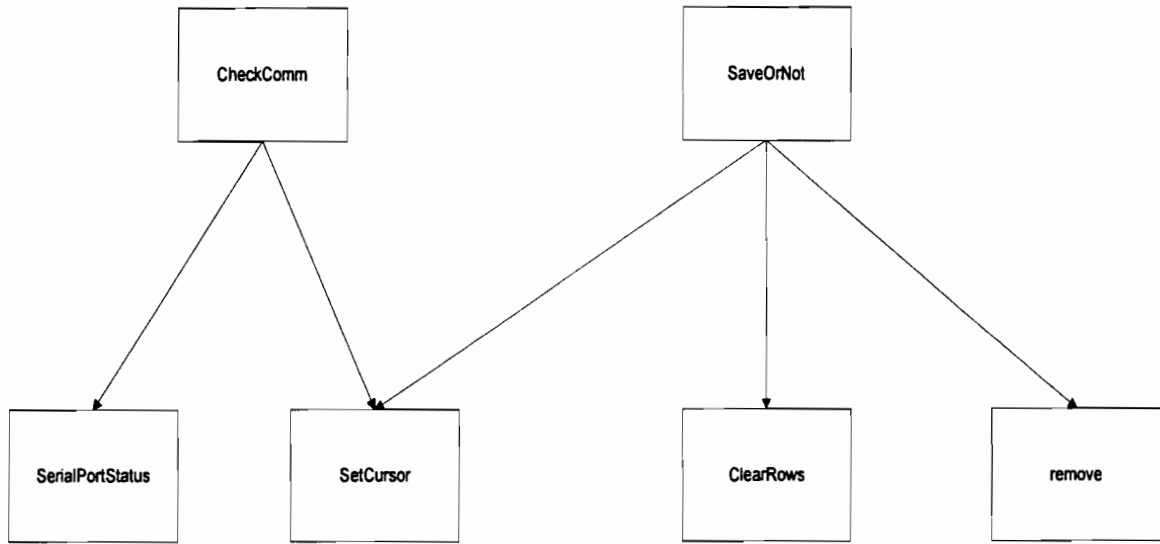 CheckComm
SaveOrNot
SerialPortStatus
SetCursor
ClearRows
remove